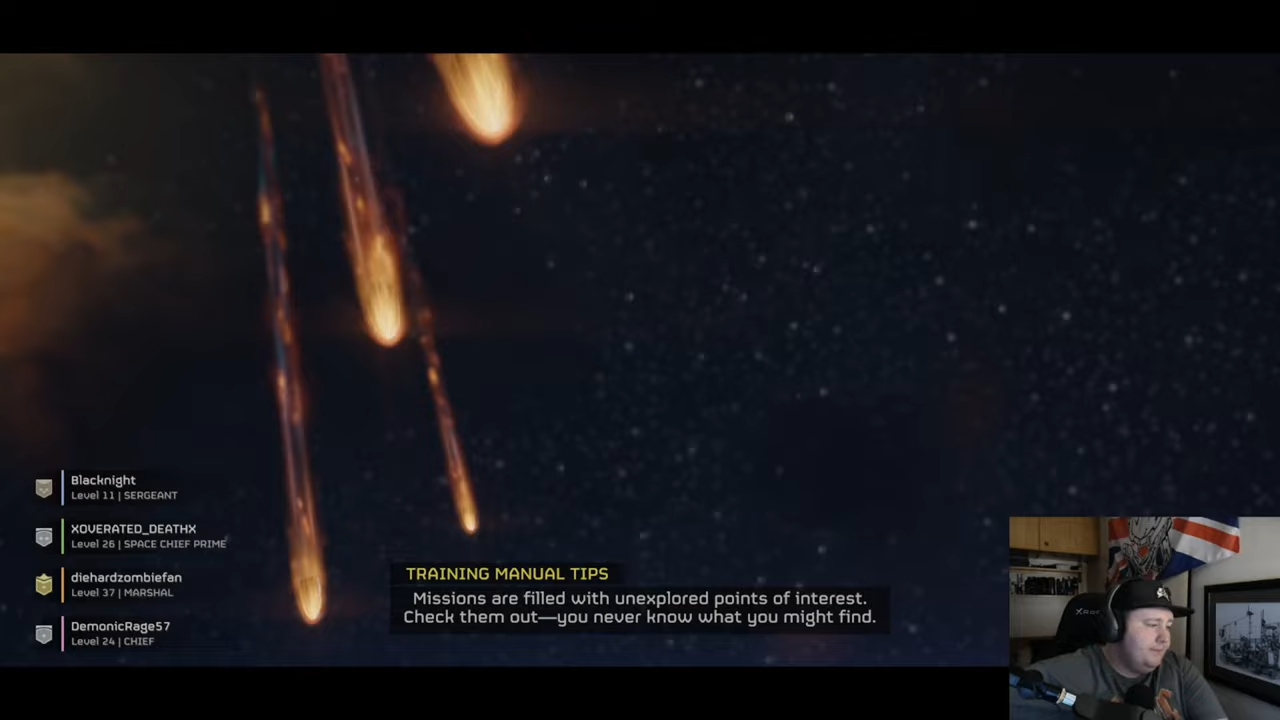 Blacknight
Level 11 | SERGEANT
XOVERATED_DEATHX
Level 26 | SPACE CHIEF PRIME
diehardzombiefan
Level 37 | MARSHAL
DemonicRage57
Level 24 | CHIEF
TRAINING MANUAL TIPS
Missions are filled with unexplored points of interest.
Check them out—you never know what you might find.